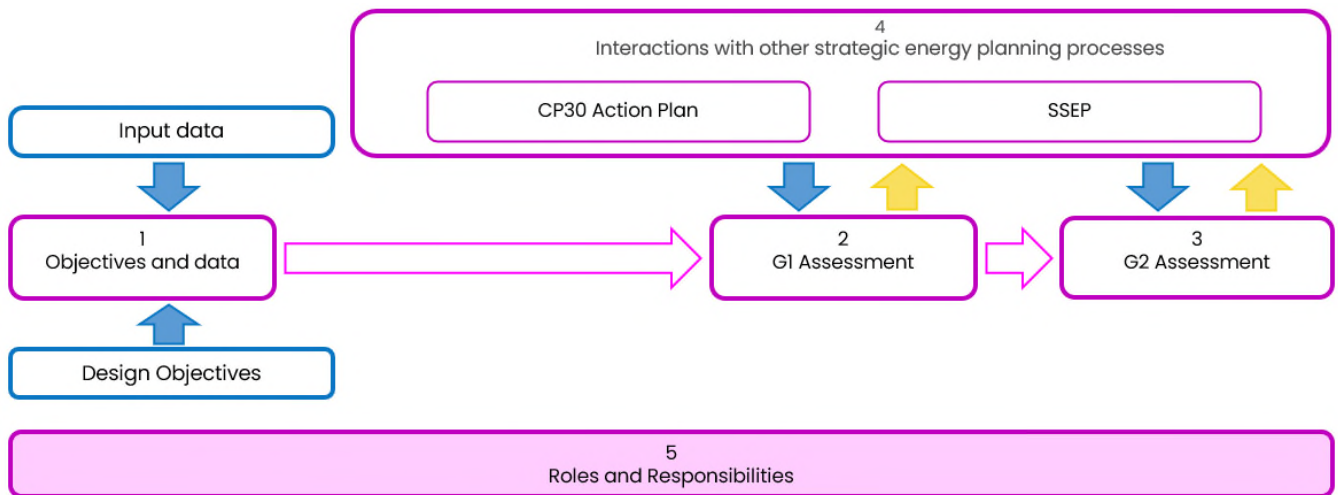 4
Interactions with other strategic energy planning processes
CP30 Action Plan
SSEP
Input data
1
Objectives and data
2
G1 Assessment
3
G2 Assessment
Design Objectives
5
Roles and Responsibilities